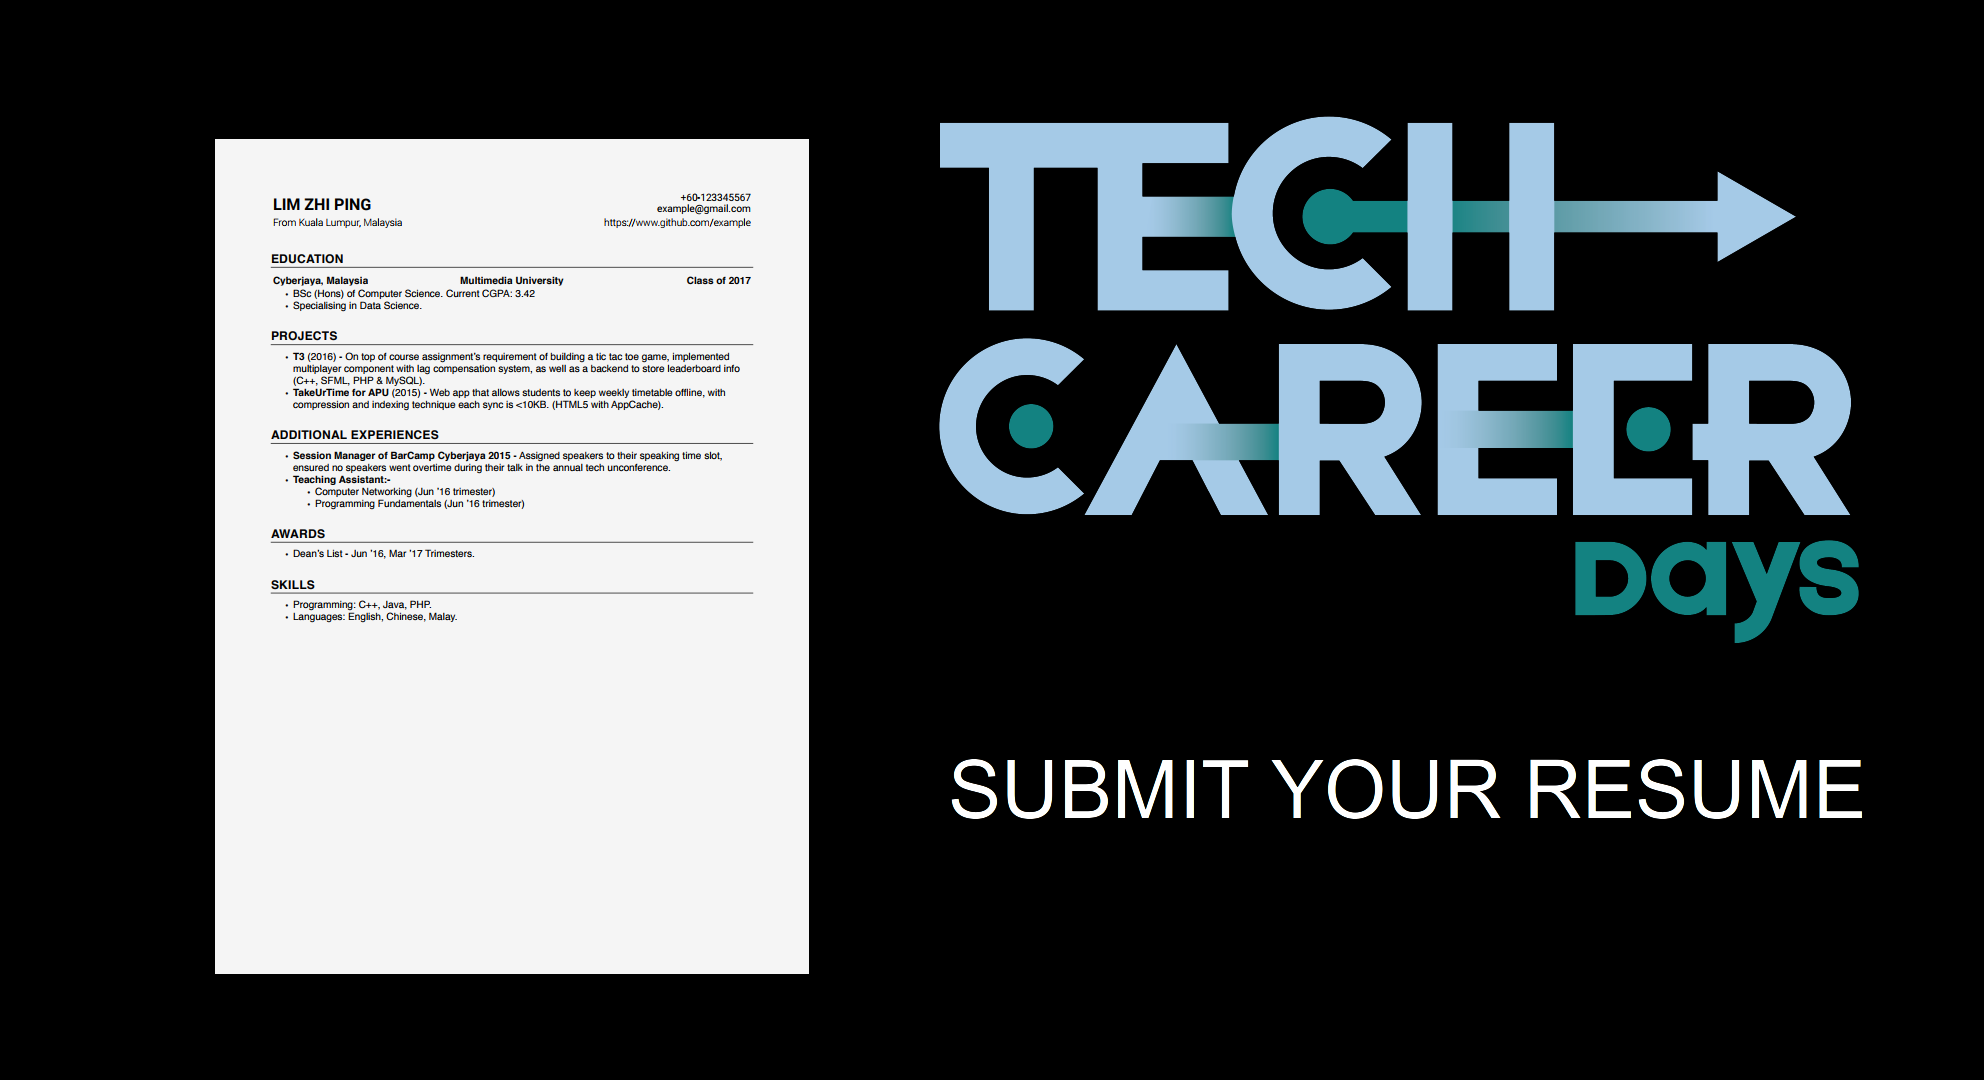 LIM ZHI PING
From Kuala Lumpur, Malaysia
+60-123345567
example@gmail.com
https://www.github.com/example
EDUCATION
Cyberjaya, Malaysia Multimedia University Class of 2017
• BSc (Hons) of Computer Science. Current CGPA: 3.42
• Specialising in Data Science.
PROJECTS
• T3 (2016) - On top of course assignment's requirement of building a tic tac toe game, implemented
multiplayer component with lag compensation system, as well as a backend to store leaderboard info
(C++, SFML, PHP & MySQL).
• TakeUrTime for APU (2015) - Web app that allows students to keep weekly timetable offline, with
compression and indexing technique each sync is <10KB. (HTML5 with AppCache).
ADDITIONAL EXPERIENCES
• Session Manager of BarCamp Cyberjaya 2015 - Assigned speakers to their speaking time slot,
ensured no speakers went overtime during their talk in the annual tech unconference.
• Teaching Assistant:-
• Computer Networking (Jun '16 trimester)
• Programming Fundamentals (Jun '16 trimester)
AWARDS
• Dean's List - Jun '16, Mar '17 Trimesters.
SKILLS
• Programming: C++, Java, PHP.
• Languages: English, Chinese, Malay.
TECH
CAREER
Days
SUBMIT YOUR RESUME